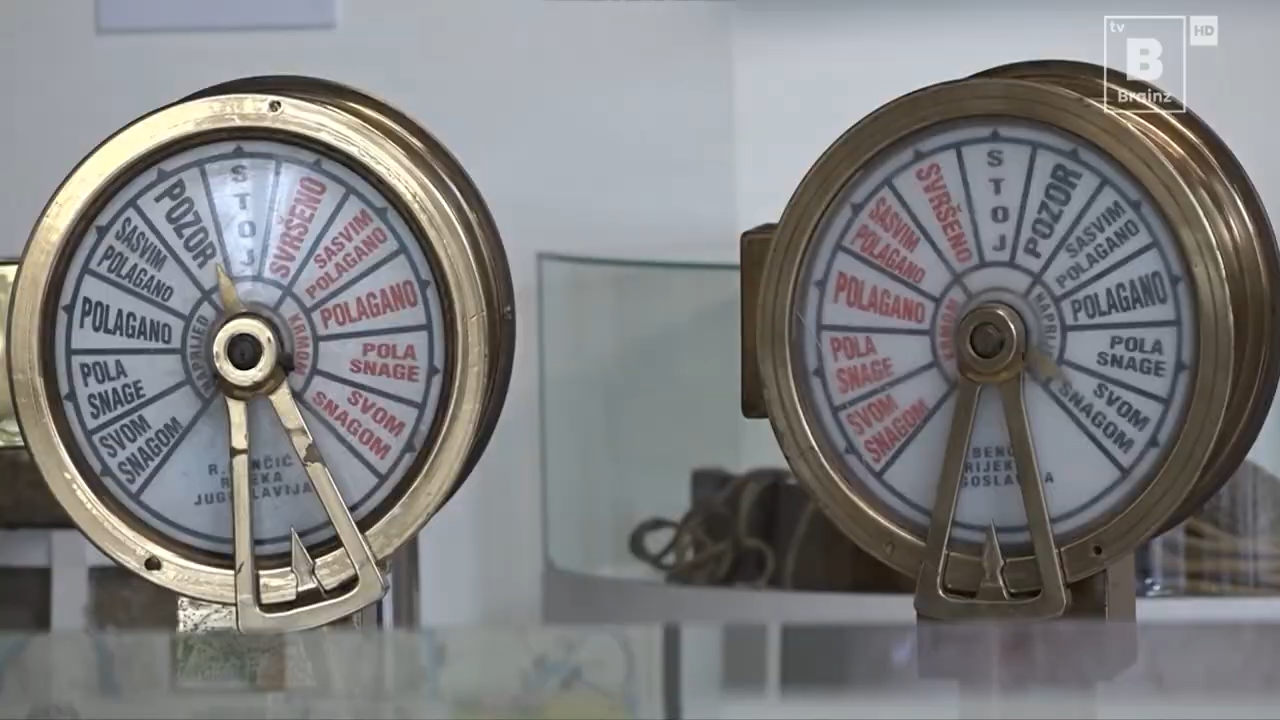 tv
HD
B
Brainz
STOJ
SVRŠENO
SASVIM
POLAGANO
POLAGANO
POLA
SNAGE
SVOM
SNAGOM
KRMOM
POZOR
SASVIM
POLAGANO
POLAGANO
POLA
SNAGE
SVOM
SNAGOM
NAPRIJED
JUGOSLAVIJA
STOJ
POZOR
SASVIM
POLAGANO
POLAGANO
POLA
SNAGE
SVOM
SNAGOM
SVRŠENO
SASVIM
POLAGANO
POLAGANO
POLA
SNAGE
SVOM
SNAGOM
KRMOM
RIJEKA